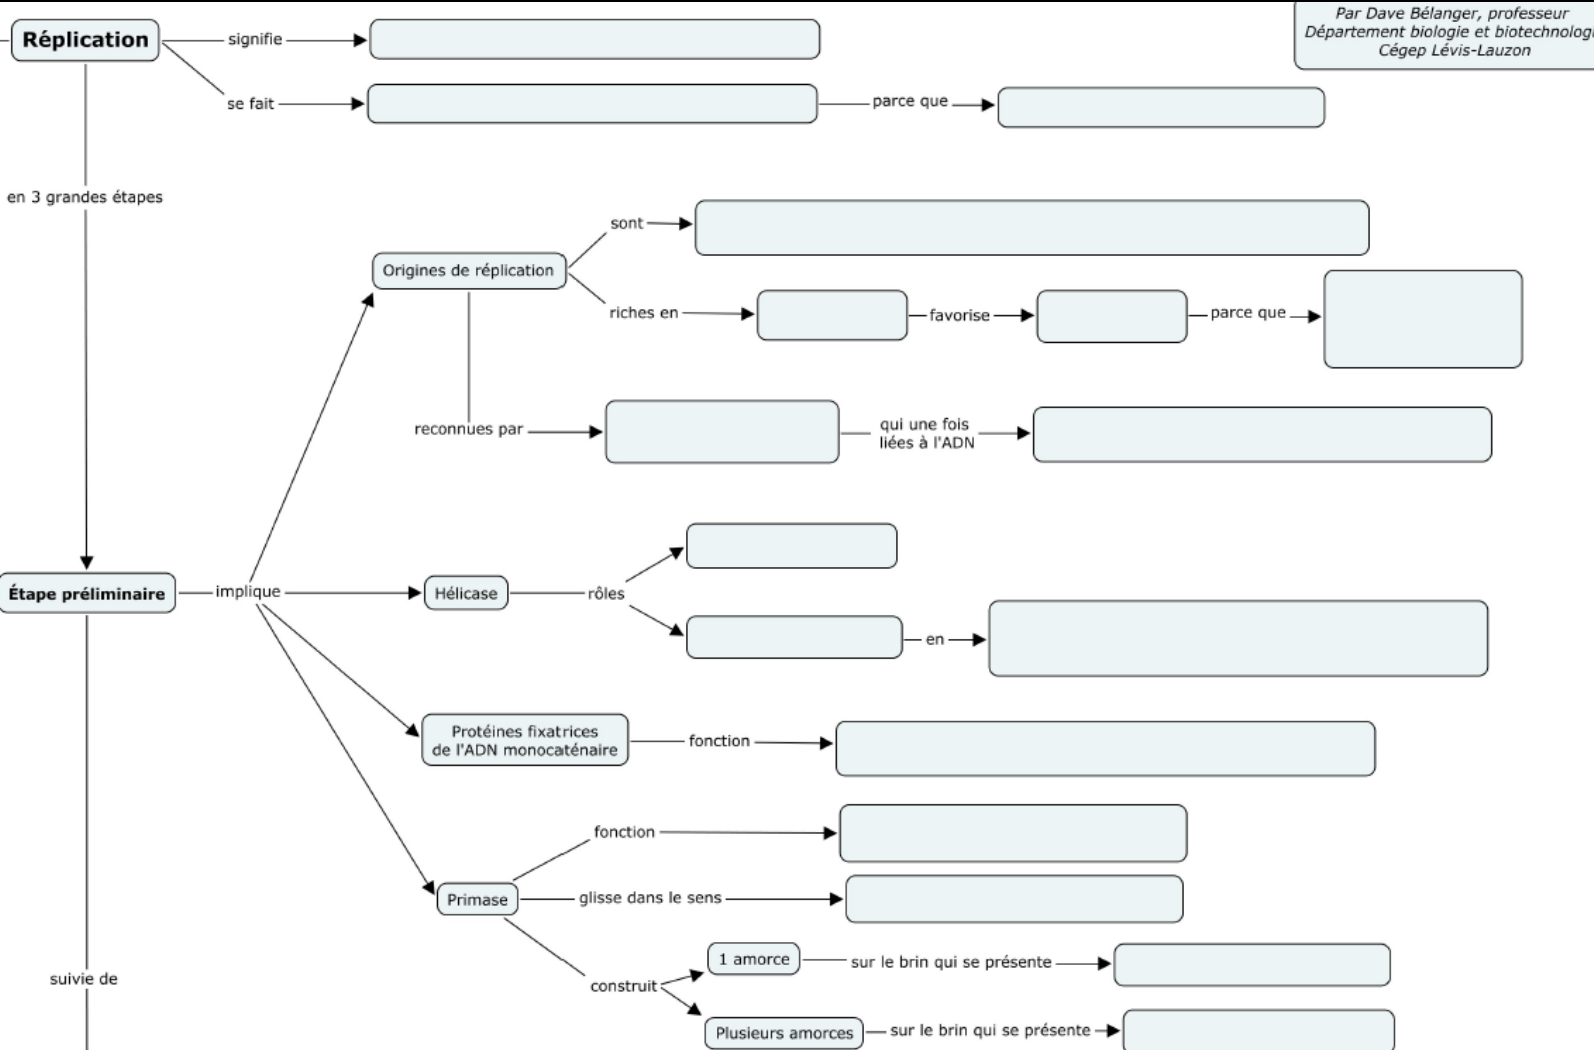 Par Dave Bélanger, professeur
Département biologie et biotechnologi
Cégep Lévis-Lauzon
Réplication
signifie
se fait
parce que
en 3 grandes étapes
sont
Origines de réplication
riches en
favorise
parce que
reconnues par
qui une fois
liées à l'ADN
Étape préliminaire
implique
Hélicase
rôles
en
Protéines fixatrices
de l'ADN monocaténaire
fonction
fonction
Primase
glisse dans le sens
construit
1 amorce
sur le brin qui se présente
Plusieurs amorces
sur le brin qui se présente
suivie de